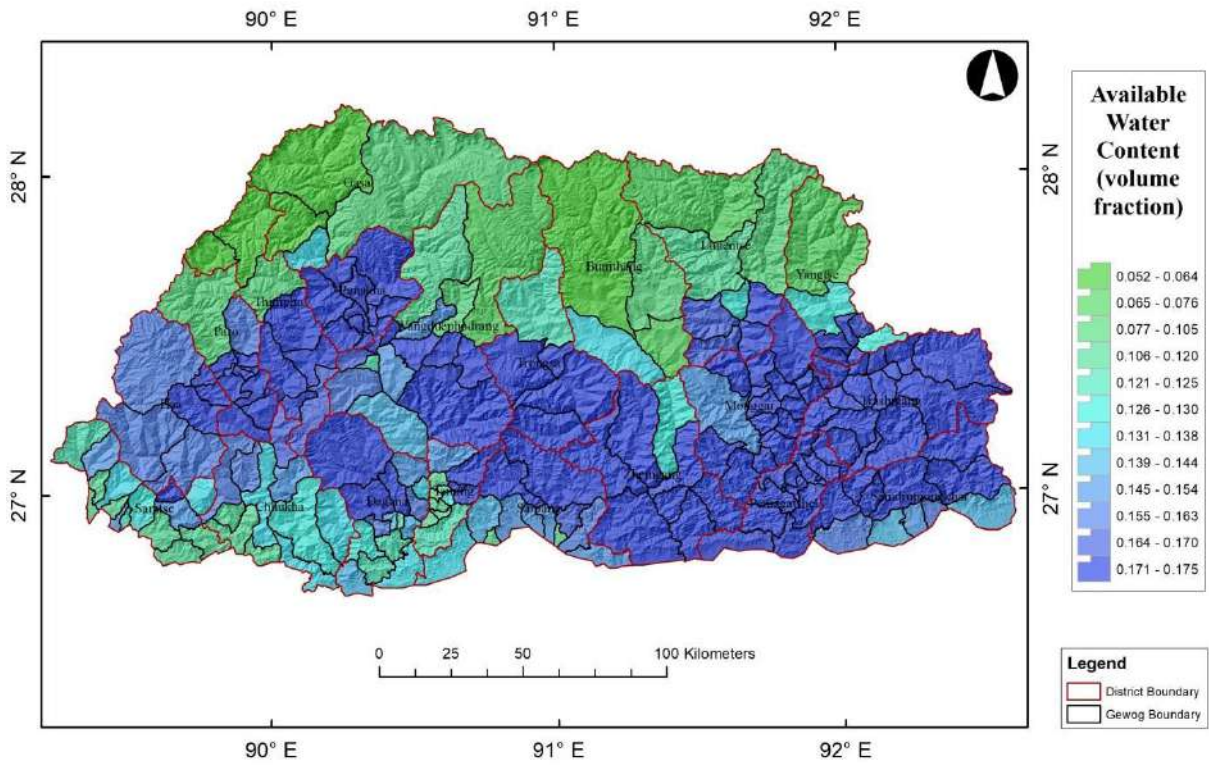 90° E 91° E 92° E
28° N
28° N
27° N
27° N
Gasa
Lhuentse
Bumthang
Yangtse
Punakha
Thimphu
Paro
Wangduephodrang
Trongsa
Haa
Monggar
Trashigang
Samtse
Chukha
Dagana
Tsirang
Sarpang
Pemagatshel
Samdrupjongkhar
0 25 50 100 Kilometers
90° E 91° E 92° E
Available
Water
Content
(volume
fraction)
0.052 - 0.064
0.065 - 0.076
0.077 - 0.105
0.106 - 0.120
0.121 - 0.125
0.126 - 0.130
0.131 - 0.138
0.139 - 0.144
0.145 - 0.154
0.155 - 0.163
0.164 - 0.170
0.171 - 0.175
Legend
District Boundary
Gewog Boundary